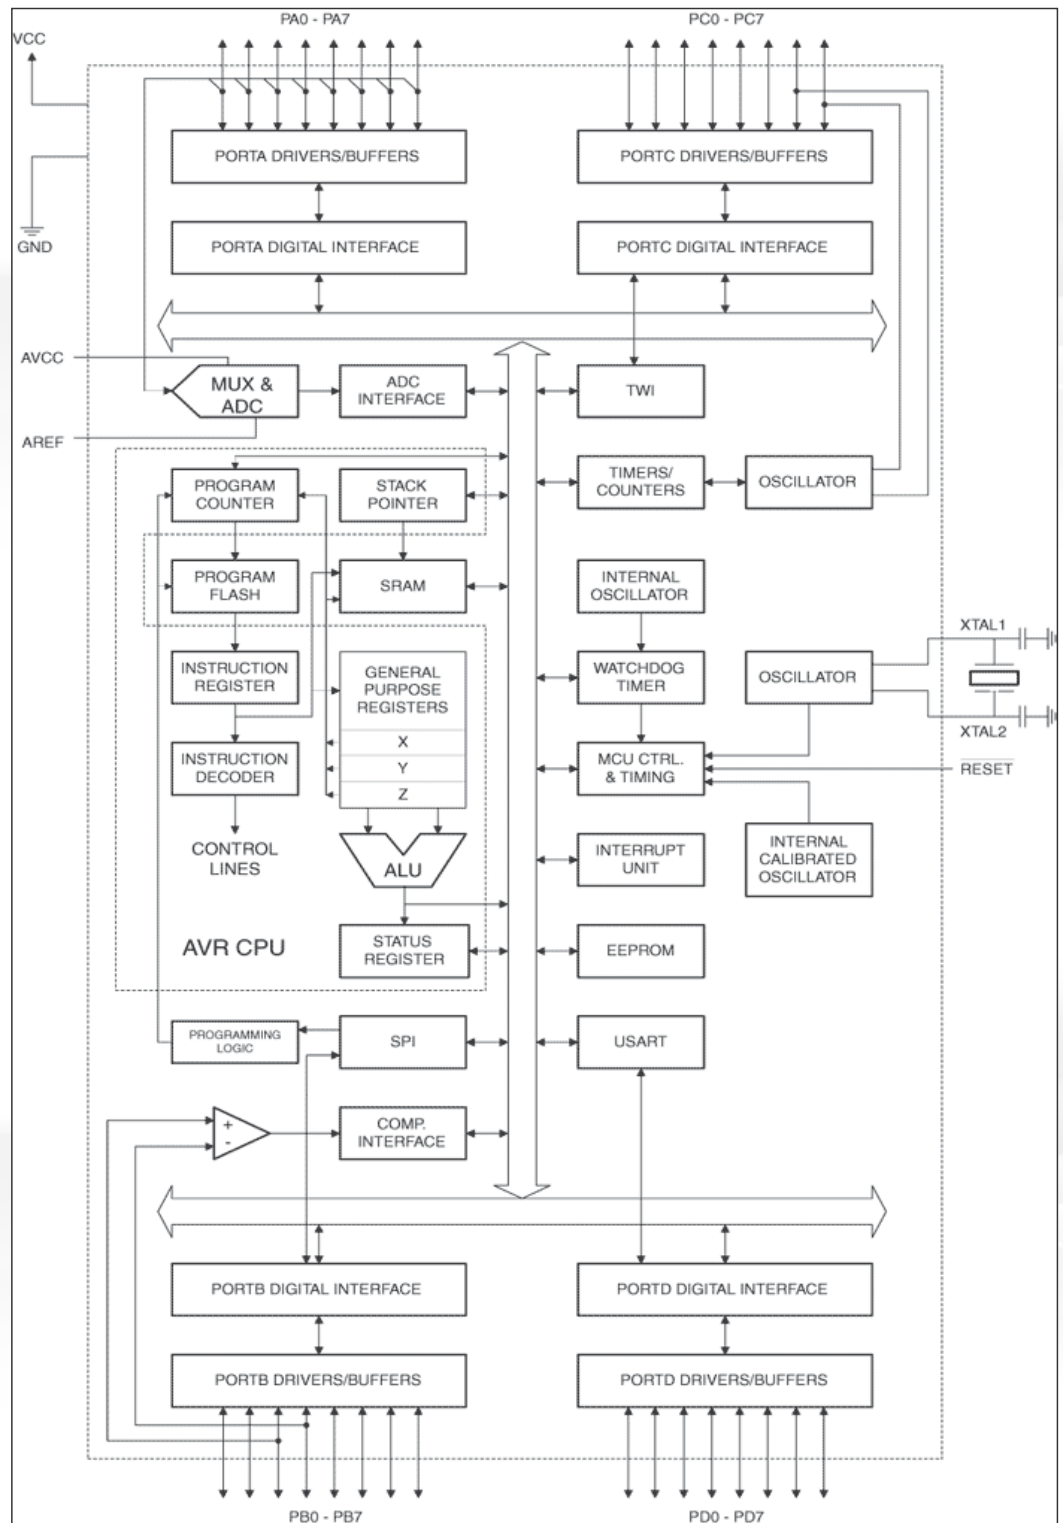 PA0 - PA7
PC0 - PC7
VCC
PORTA DRIVERS/BUFFERS
PORTC DRIVERS/BUFFERS
GND
PORTA DIGITAL INTERFACE
PORTC DIGITAL INTERFACE
AVCC
MUX &
ADC
ADC
INTERFACE
TWI
AREF
PROGRAM
COUNTER
STACK
POINTER
TIMERS/
COUNTERS
OSCILLATOR
PROGRAM
FLASH
SRAM
INTERNAL
OSCILLATOR
XTAL1
INSTRUCTION
REGISTER
GENERAL
PURPOSE
REGISTERS
WATCHDOG
TIMER
OSCILLATOR
XTAL2
X
Y
Z
INSTRUCTION
DECODER
MCU CTRL.
& TIMING
RESET
CONTROL
LINES
ALU
INTERRUPT
UNIT
INTERNAL
CALIBRATED
OSCILLATOR
AVR CPU
STATUS
REGISTER
EEPROM
PROGRAMMING
LOGIC
SPI
USART
+
-
COMP.
INTERFACE
PORTB DIGITAL INTERFACE
PORTD DIGITAL INTERFACE
PORTB DRIVERS/BUFFERS
PORTD DRIVERS/BUFFERS
PB0 - PB7
PD0 - PD7